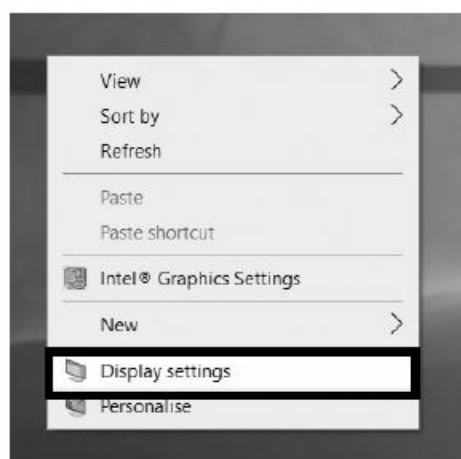 View
Sort by
Refresh
Paste
Paste shortcut
Intel® Graphics Settings
New
Display settings
Personalise